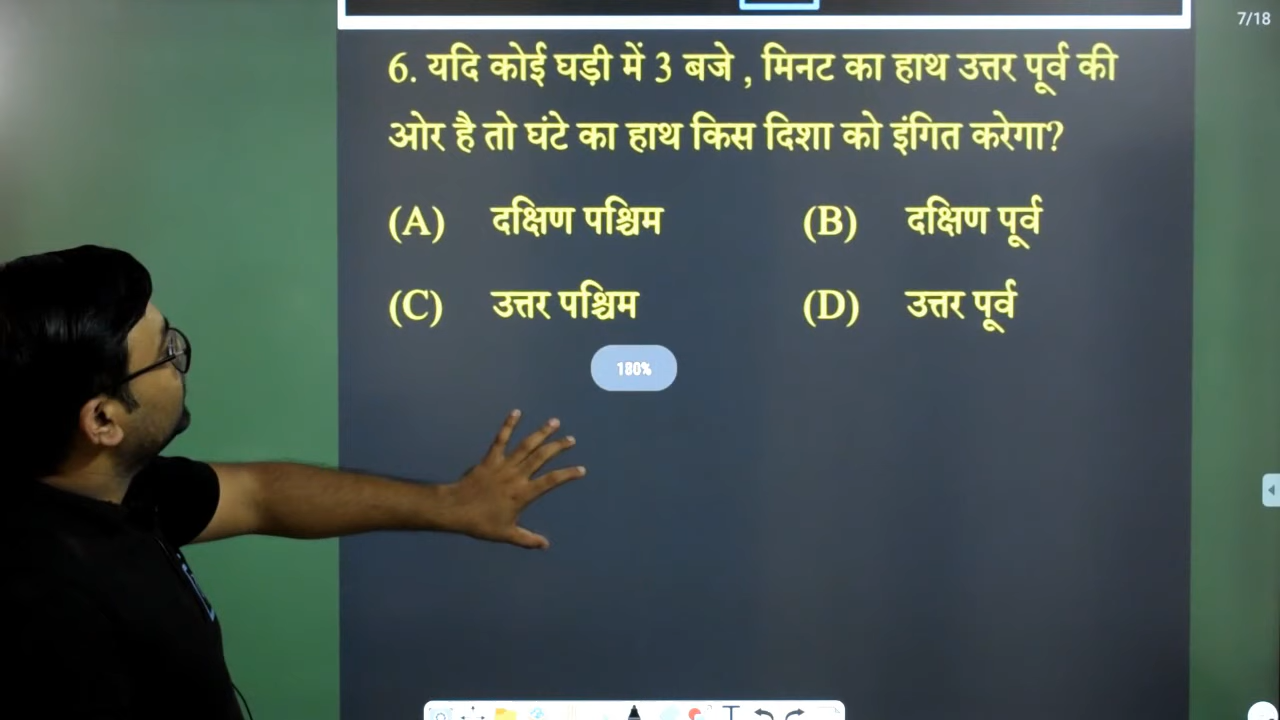 7/18
6. यदि कोई घड़ी में 3 बजे , मिनट का हाथ उत्तर पूर्व की
ओर है तो घंटे का हाथ किस दिशा को इंगित करेगा?
(A) दक्षिण पश्चिम (B) दक्षिण पूर्व
(C) उत्तर पश्चिम (D) उत्तर पूर्व
180%